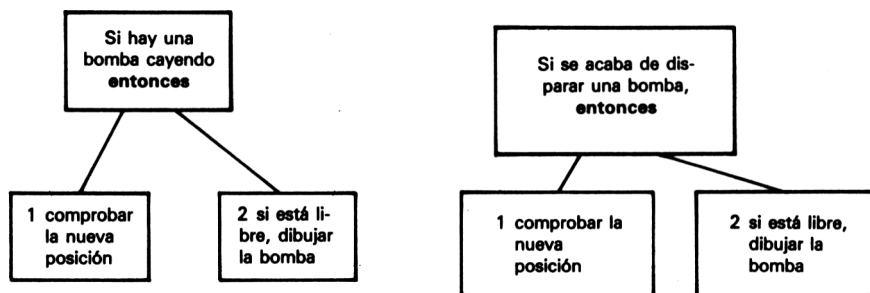 Si hay una
bomba cayendo
entonces
1 comprobar
la nueva
posición
2 si está li-
bre, dibujar
la bomba
Si se acaba de dis-
parar una bomba,
entonces
1 comprobar la
nueva
posición
2 si está libre,
dibujar la
bomba